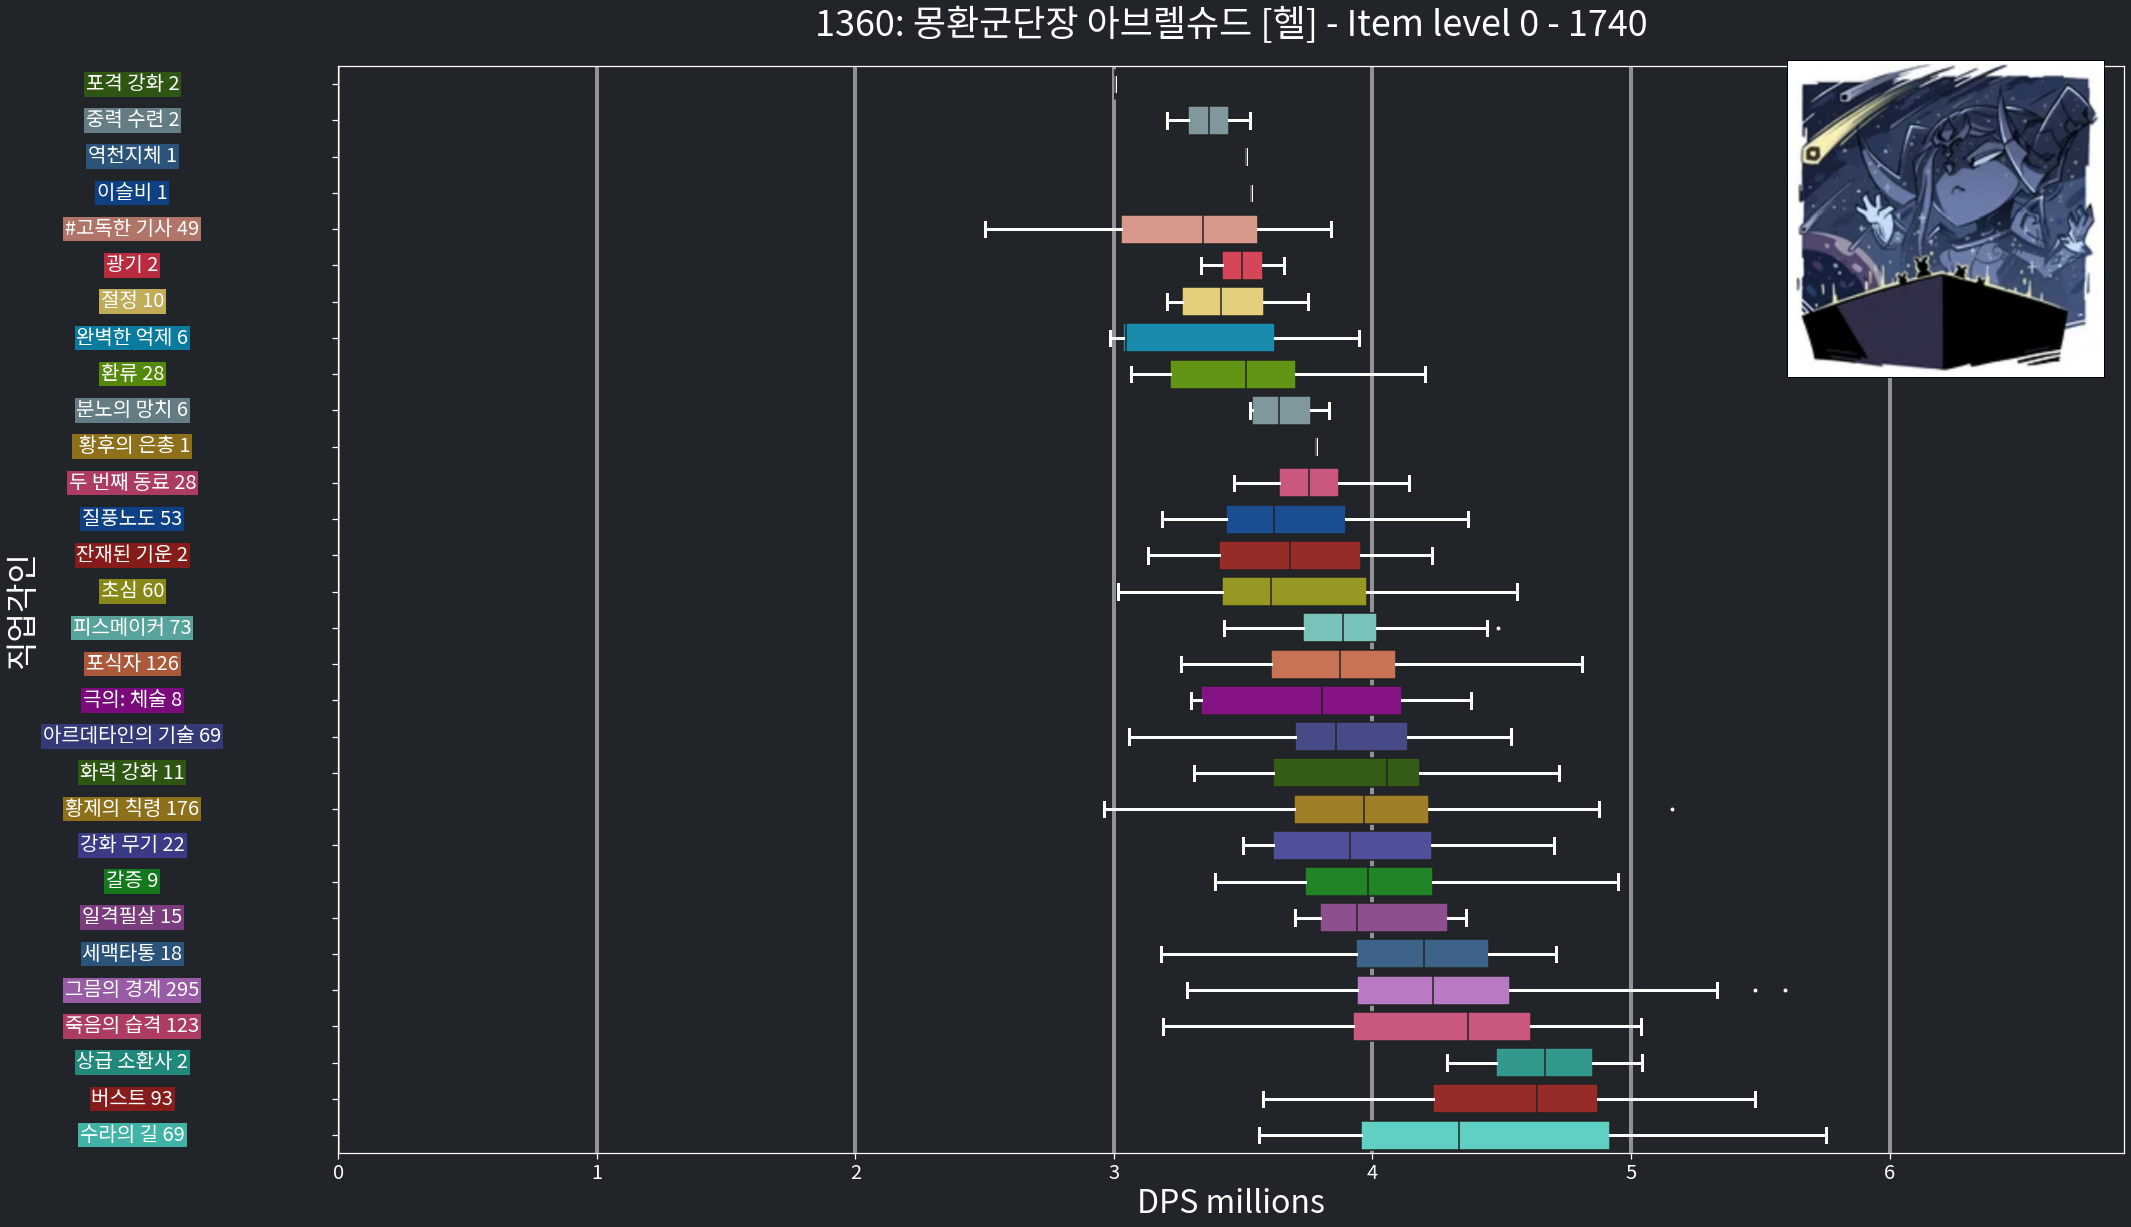 1360: 몽환군단장 아브렐슈드 [헬] - Item level 0 - 1740
포격 강화 2
중력 수련 2
역천지체 1
이슬비 1
#고독한 기사 49
광기 2
절정 10
완벽한 억제 6
환류 28
분노의 망치 6
황후의 은총 1
두 번째 동료 28
질풍노도 53
잔재된 기운 2
초심 60
피스메이커 73
포식자 126
극의: 체술 8
아르데타인의 기술 69
화력 강화 11
황제의 칙령 176
강화 무기 22
갈증 9
일격필살 15
세맥타통 18
그믐의 경계 295
죽음의 습격 123
상급 소환사 2
버스트 93
수라의 길 69
직업각인
0 1 2 3 4 5 6
DPS millions